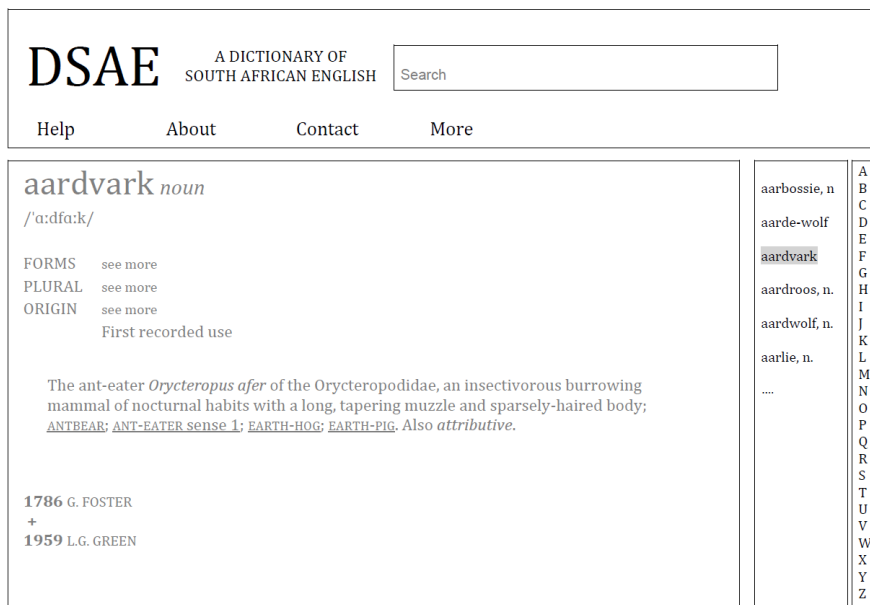 DSAE
A DICTIONARY OF
SOUTH AFRICAN ENGLISH
Search
Help About Contact More
aardvark noun
/ˈɑ:dfɑ:k/
FORMS see more
PLURAL see more
ORIGIN see more
First recorded use
The ant-eater Orycteropus afer of the Orycteropodidae, an insectivorous burrowing
mammal of nocturnal habits with a long, tapering muzzle and sparsely-haired body;
ANTBEAR; ANT-EATER sense 1; EARTH-HOG; EARTH-PIG. Also attributive.
1786 G. FOSTER
+
1959 L.G. GREEN
aarbossie, n
aarde-wolf
aardvark
aardroos, n.
aardwolf, n.
aarlie, n.
....
A
B
C
D
E
F
G
H
I
J
K
L
M
N
O
P
Q
R
S
T
U
V
W
X
Y
Z